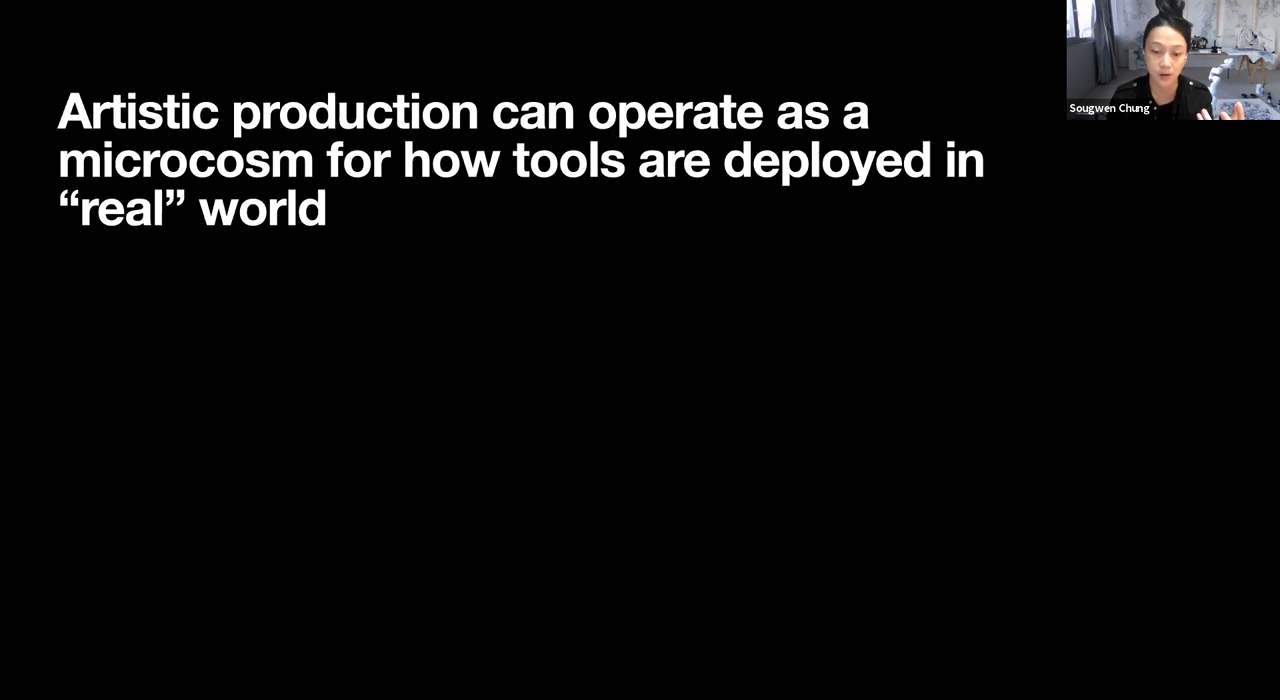 Artistic production can operate as a
microcosm for how tools are deployed in
“real” world
Sougwen Chung